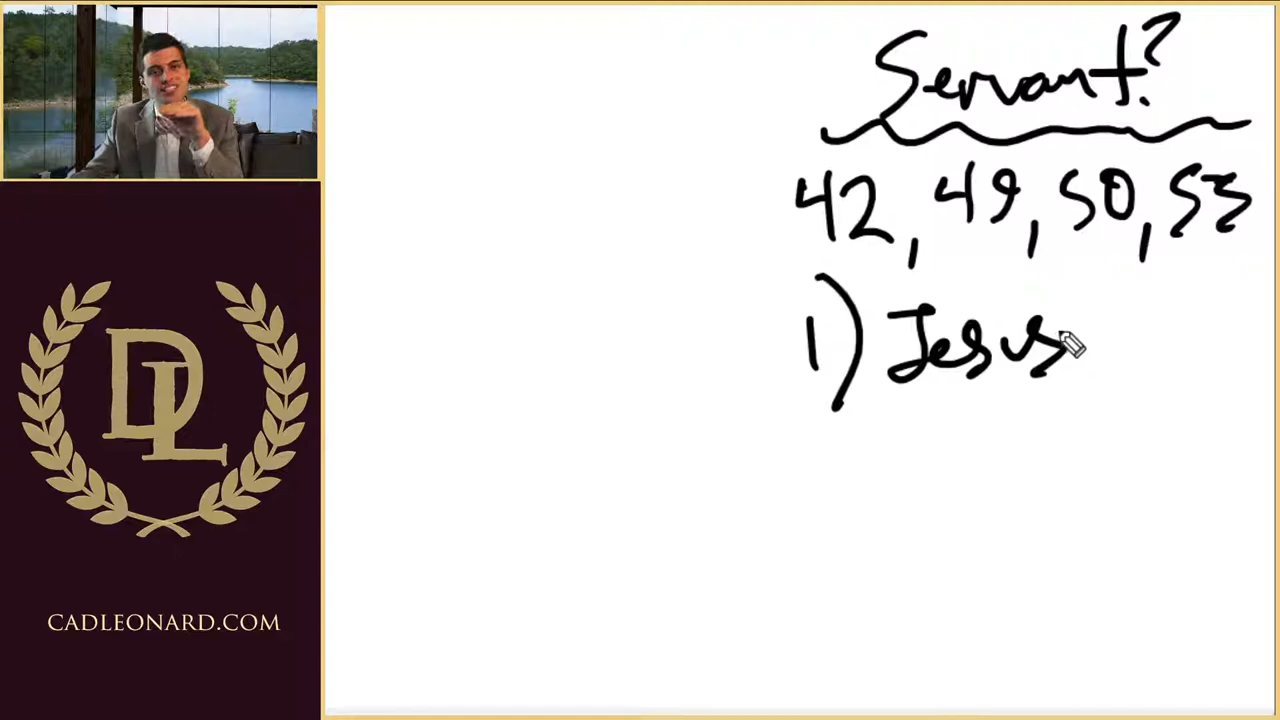 Servant?
42, 49, 50, 53
1) Jesus
DL
CADLEONARD.COM